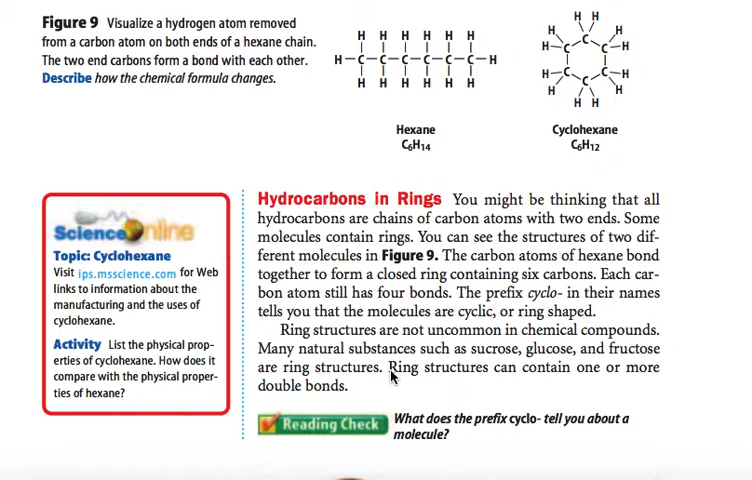 Figure 9 Visualize a hydrogen atom removed
from a carbon atom on both ends of a hexane chain.
The two end carbons form a bond with each other.
Describe how the chemical formula changes.
H H H H H H
H-C-C-C-C-C-C-H
H H H H H H
Hexane
C₆H₁₄
H H
H C H
H-C C-H
H-C C-H
H C H
H H
Cyclohexane
C₆H₁₂
Science Online
Topic: Cyclohexane
Visit ips.msscience.com for Web
links to information about the
manufacturing and the uses of
cyclohexane.
Activity List the physical prop-
erties of cyclohexane. How does it
compare with the physical proper-
ties of hexane?
Hydrocarbons in Rings You might be thinking that all
hydrocarbons are chains of carbon atoms with two ends. Some
molecules contain rings. You can see the structures of two dif-
ferent molecules in Figure 9. The carbon atoms of hexane bond
together to form a closed ring containing six carbons. Each car-
bon atom still has four bonds. The prefix cyclo- in their names
tells you that the molecules are cyclic, or ring shaped.
Ring structures are not uncommon in chemical compounds.
Many natural substances such as sucrose, glucose, and fructose
are ring structures. Ring structures can contain one or more
double bonds.
Reading Check What does the prefix cyclo- tell you about a
molecule?